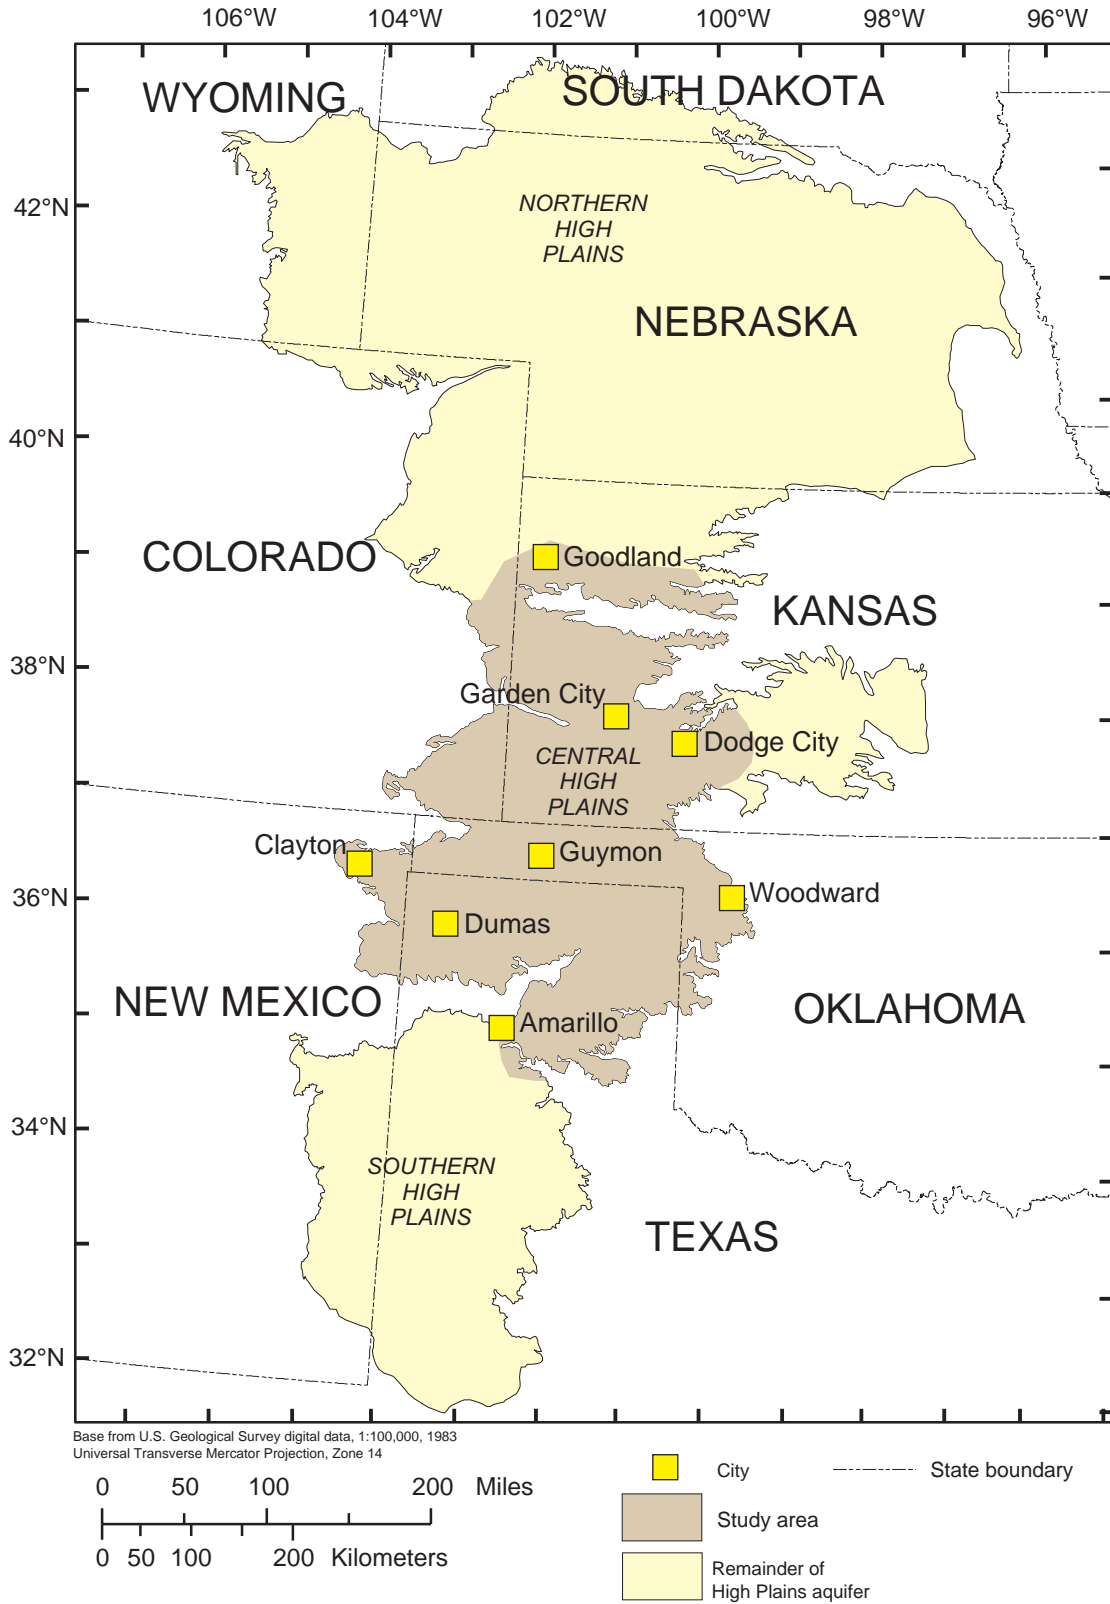 106°W 104°W 102°W 100°W 98°W 96°W
WYOMING
SOUTH DAKOTA
42°N
NORTHERN
HIGH
PLAINS
NEBRASKA
40°N
COLORADO
Goodland
KANSAS
38°N
Garden City
Dodge City
CENTRAL
HIGH
PLAINS
Clayton
Guymon
36°N
Woodward
Dumas
NEW MEXICO
OKLAHOMA
Amarillo
34°N
SOUTHERN
HIGH
PLAINS
TEXAS
32°N
Base from U.S. Geological Survey digital data, 1:100,000, 1983
Universal Transverse Mercator Projection, Zone 14
0 50 100 200 Miles
0 50 100 200 Kilometers
City
State boundary
Study area
Remainder of
High Plains aquifer